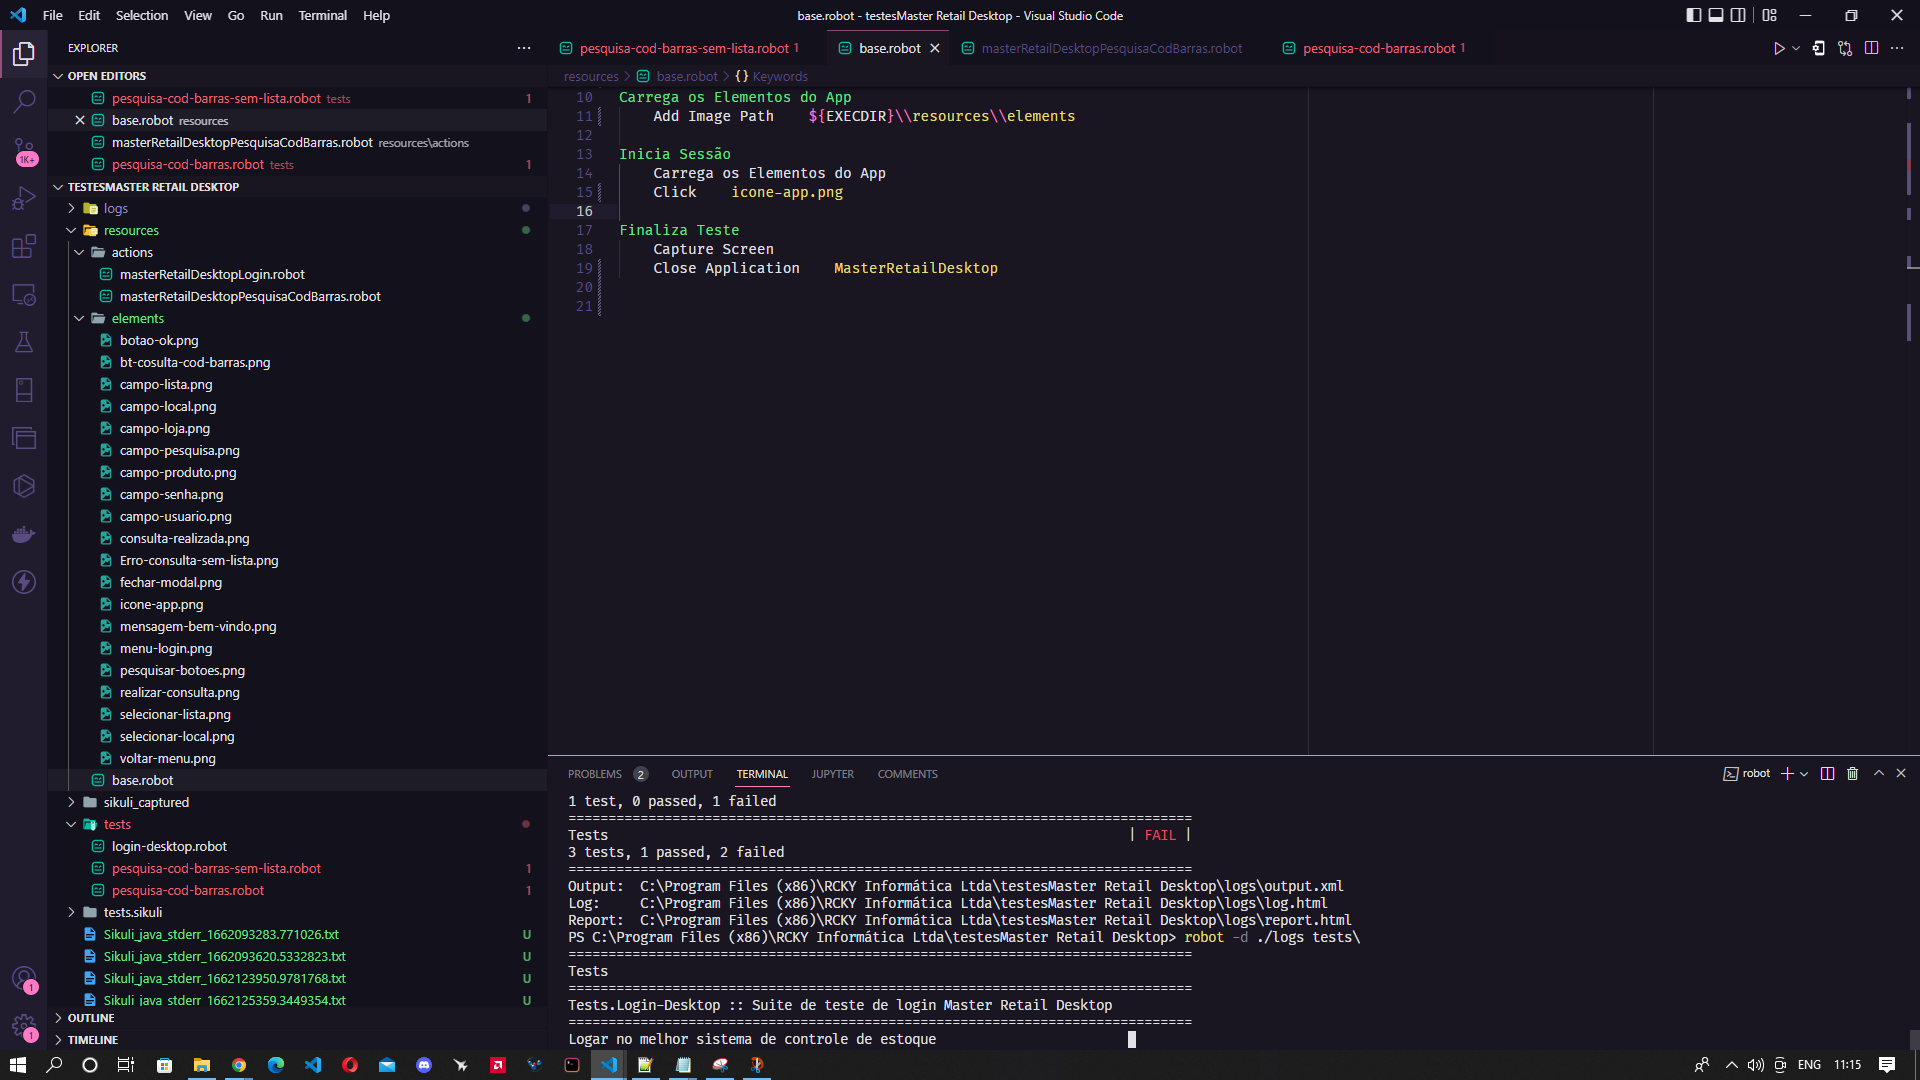 File Edit Selection View Go Run Terminal Help
base.robot - testesMaster Retail Desktop - Visual Studio Code
EXPLORER
OPEN EDITORS
pesquisa-cod-barras-sem-lista.robot tests 1
base.robot resources
masterRetailDesktopPesquisaCodBarras.robot resources\actions
pesquisa-cod-barras.robot tests 1
1K+
TESTESMASTER RETAIL DESKTOP
logs
resources
actions
masterRetailDesktopLogin.robot
masterRetailDesktopPesquisaCodBarras.robot
elements
botao-ok.png
bt-cosulta-cod-barras.png
campo-lista.png
campo-local.png
campo-loja.png
campo-pesquisa.png
campo-produto.png
campo-senha.png
campo-usuario.png
consulta-realizada.png
Erro-consulta-sem-lista.png
fechar-modal.png
icone-app.png
mensagem-bem-vindo.png
menu-login.png
pesquisar-botoes.png
realizar-consulta.png
selecionar-lista.png
selecionar-local.png
voltar-menu.png
base.robot
sikuli_captured
tests
login-desktop.robot
pesquisa-cod-barras-sem-lista.robot 1
pesquisa-cod-barras.robot 1
tests.sikuli
Sikuli_java_stderr_1662093283.771026.txt U
Sikuli_java_stderr_1662093620.5332823.txt U
Sikuli_java_stderr_1662123950.9781768.txt U
Sikuli_java_stderr_1662125359.3449354.txt U
OUTLINE
TIMELINE
1
1
pesquisa-cod-barras-sem-lista.robot 1
base.robot
masterRetailDesktopPesquisaCodBarras.robot
pesquisa-cod-barras.robot 1
resources > base.robot > {} Keywords
10 Carrega os Elementos do App
11 Add Image Path ${EXECDIR}\\resources\\elements
12
13 Inicia Sessão
14 Carrega os Elementos do App
15 Click icone-app.png
16
17 Finaliza Teste
18 Capture Screen
19 Close Application MasterRetailDesktop
20
21
PROBLEMS 2 OUTPUT TERMINAL JUPYTER COMMENTS
robot
1 test, 0 passed, 1 failed
==============================================================================
Tests | FAIL |
3 tests, 1 passed, 2 failed
==============================================================================
Output: C:\Program Files (x86)\RCKY Informática Ltda\testesMaster Retail Desktop\logs\output.xml
Log: C:\Program Files (x86)\RCKY Informática Ltda\testesMaster Retail Desktop\logs\log.html
Report: C:\Program Files (x86)\RCKY Informática Ltda\testesMaster Retail Desktop\logs\report.html
PS C:\Program Files (x86)\RCKY Informática Ltda\testesMaster Retail Desktop> robot -d ./logs tests\
==============================================================================
Tests
==============================================================================
Tests.Login-Desktop :: Suite de teste de login Master Retail Desktop
==============================================================================
Logar no melhor sistema de controle de estoque
ENG 11:15